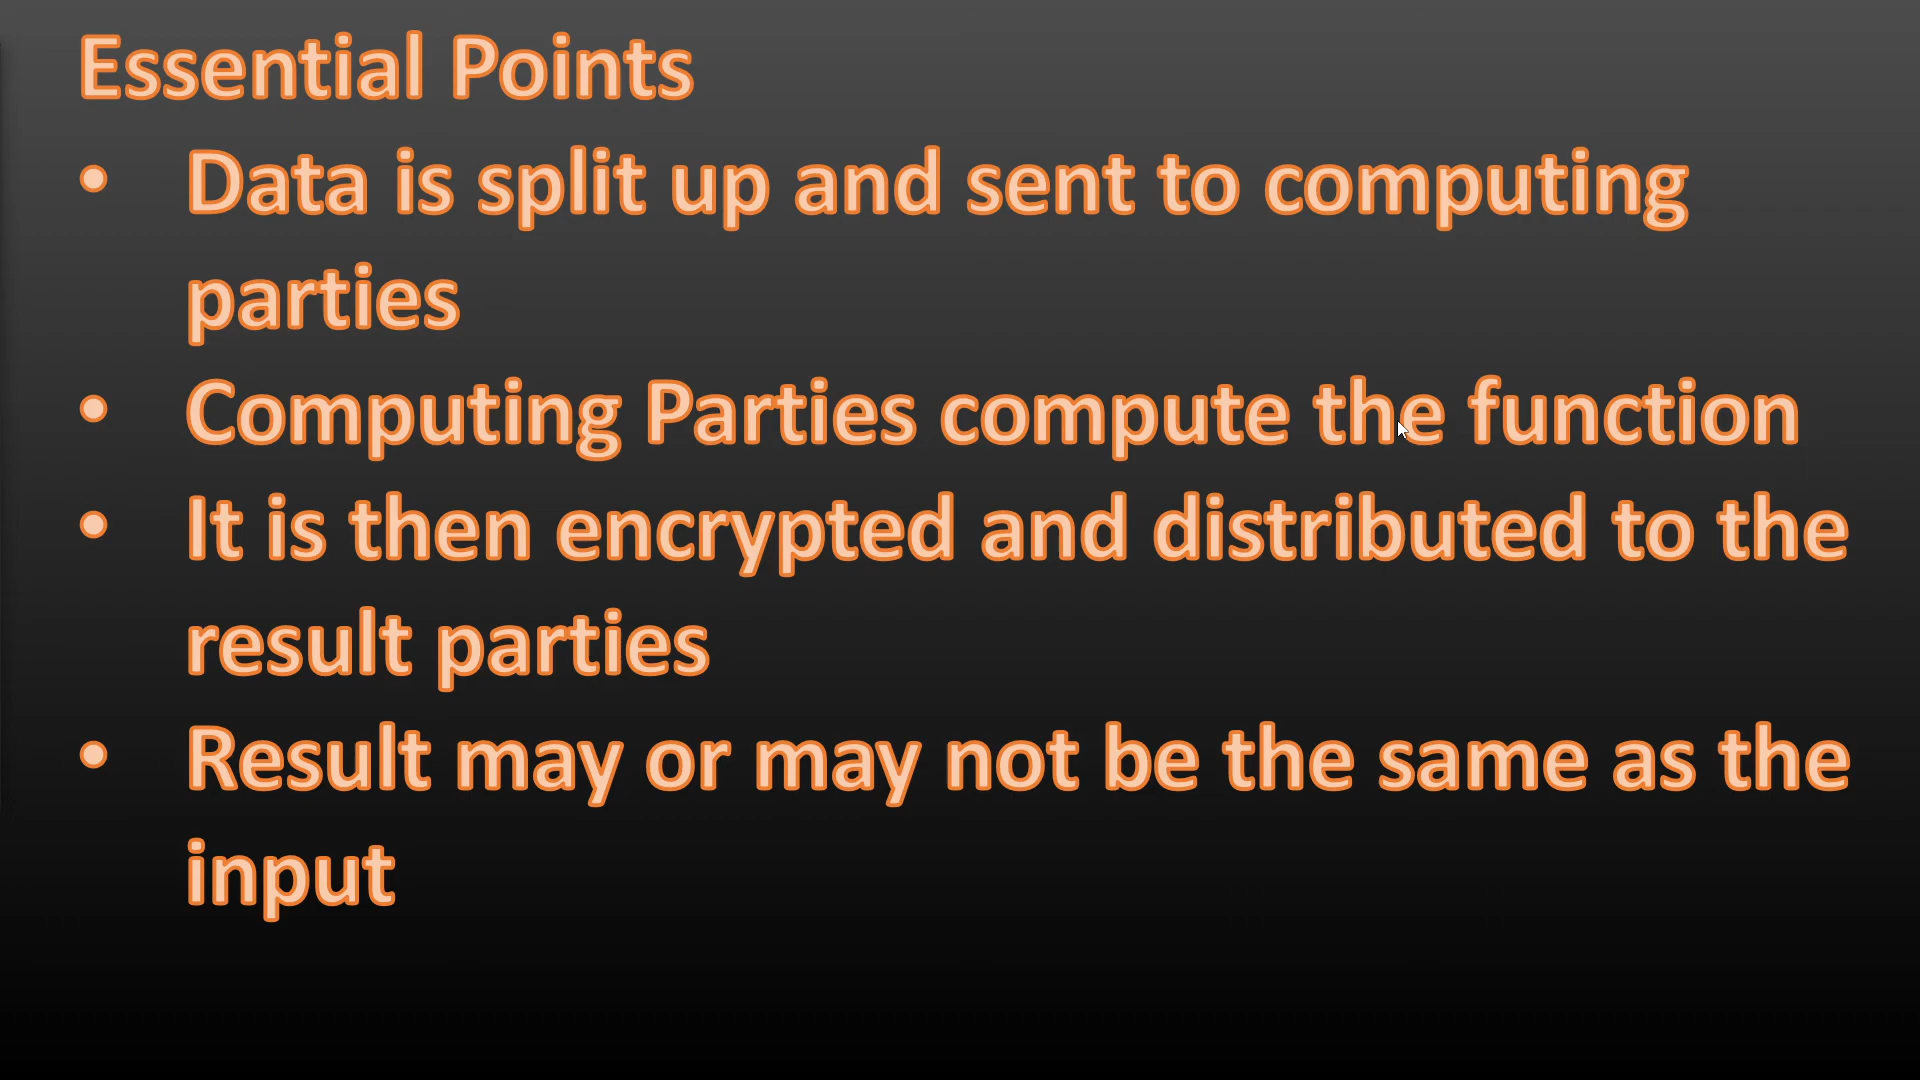 Essential Points
• Data is split up and sent to computing
parties
• Computing Parties compute the function
• It is then encrypted and distributed to the
result parties
• Result may or may not be the same as the
input